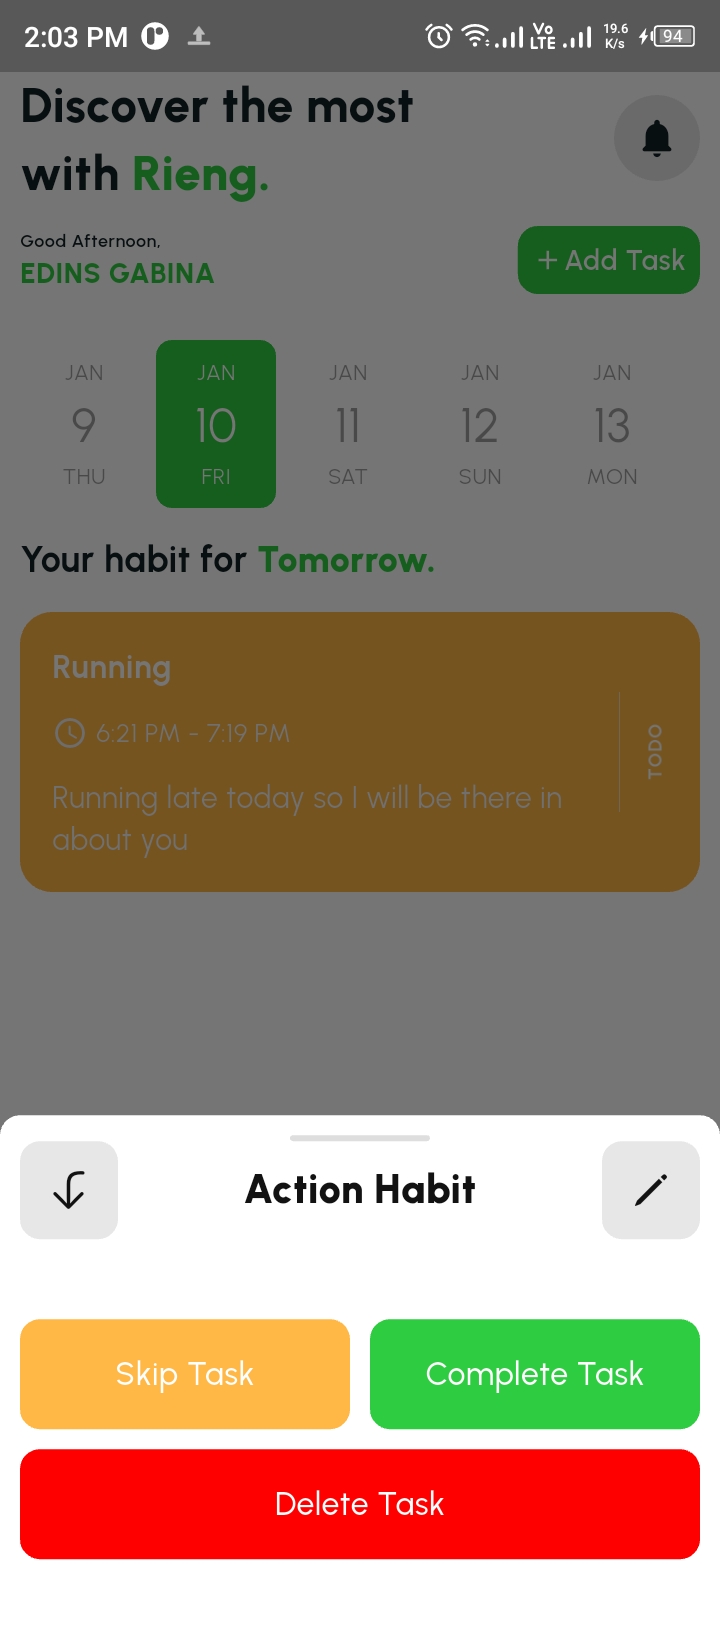 2:03 PM
Vo LTE
19.6 K/s
94
Discover the most
with Rieng.
Good Afternoon,
EDINS GABINA
+ Add Task
JAN JAN JAN JAN JAN
9 10 11 12 13
THU FRI SAT SUN MON
Your habit for Tomorrow.
Running
6:21 PM - 7:19 PM
TODO
Running late today so I will be there in
about you
Action Habit
Skip Task
Complete Task
Delete Task